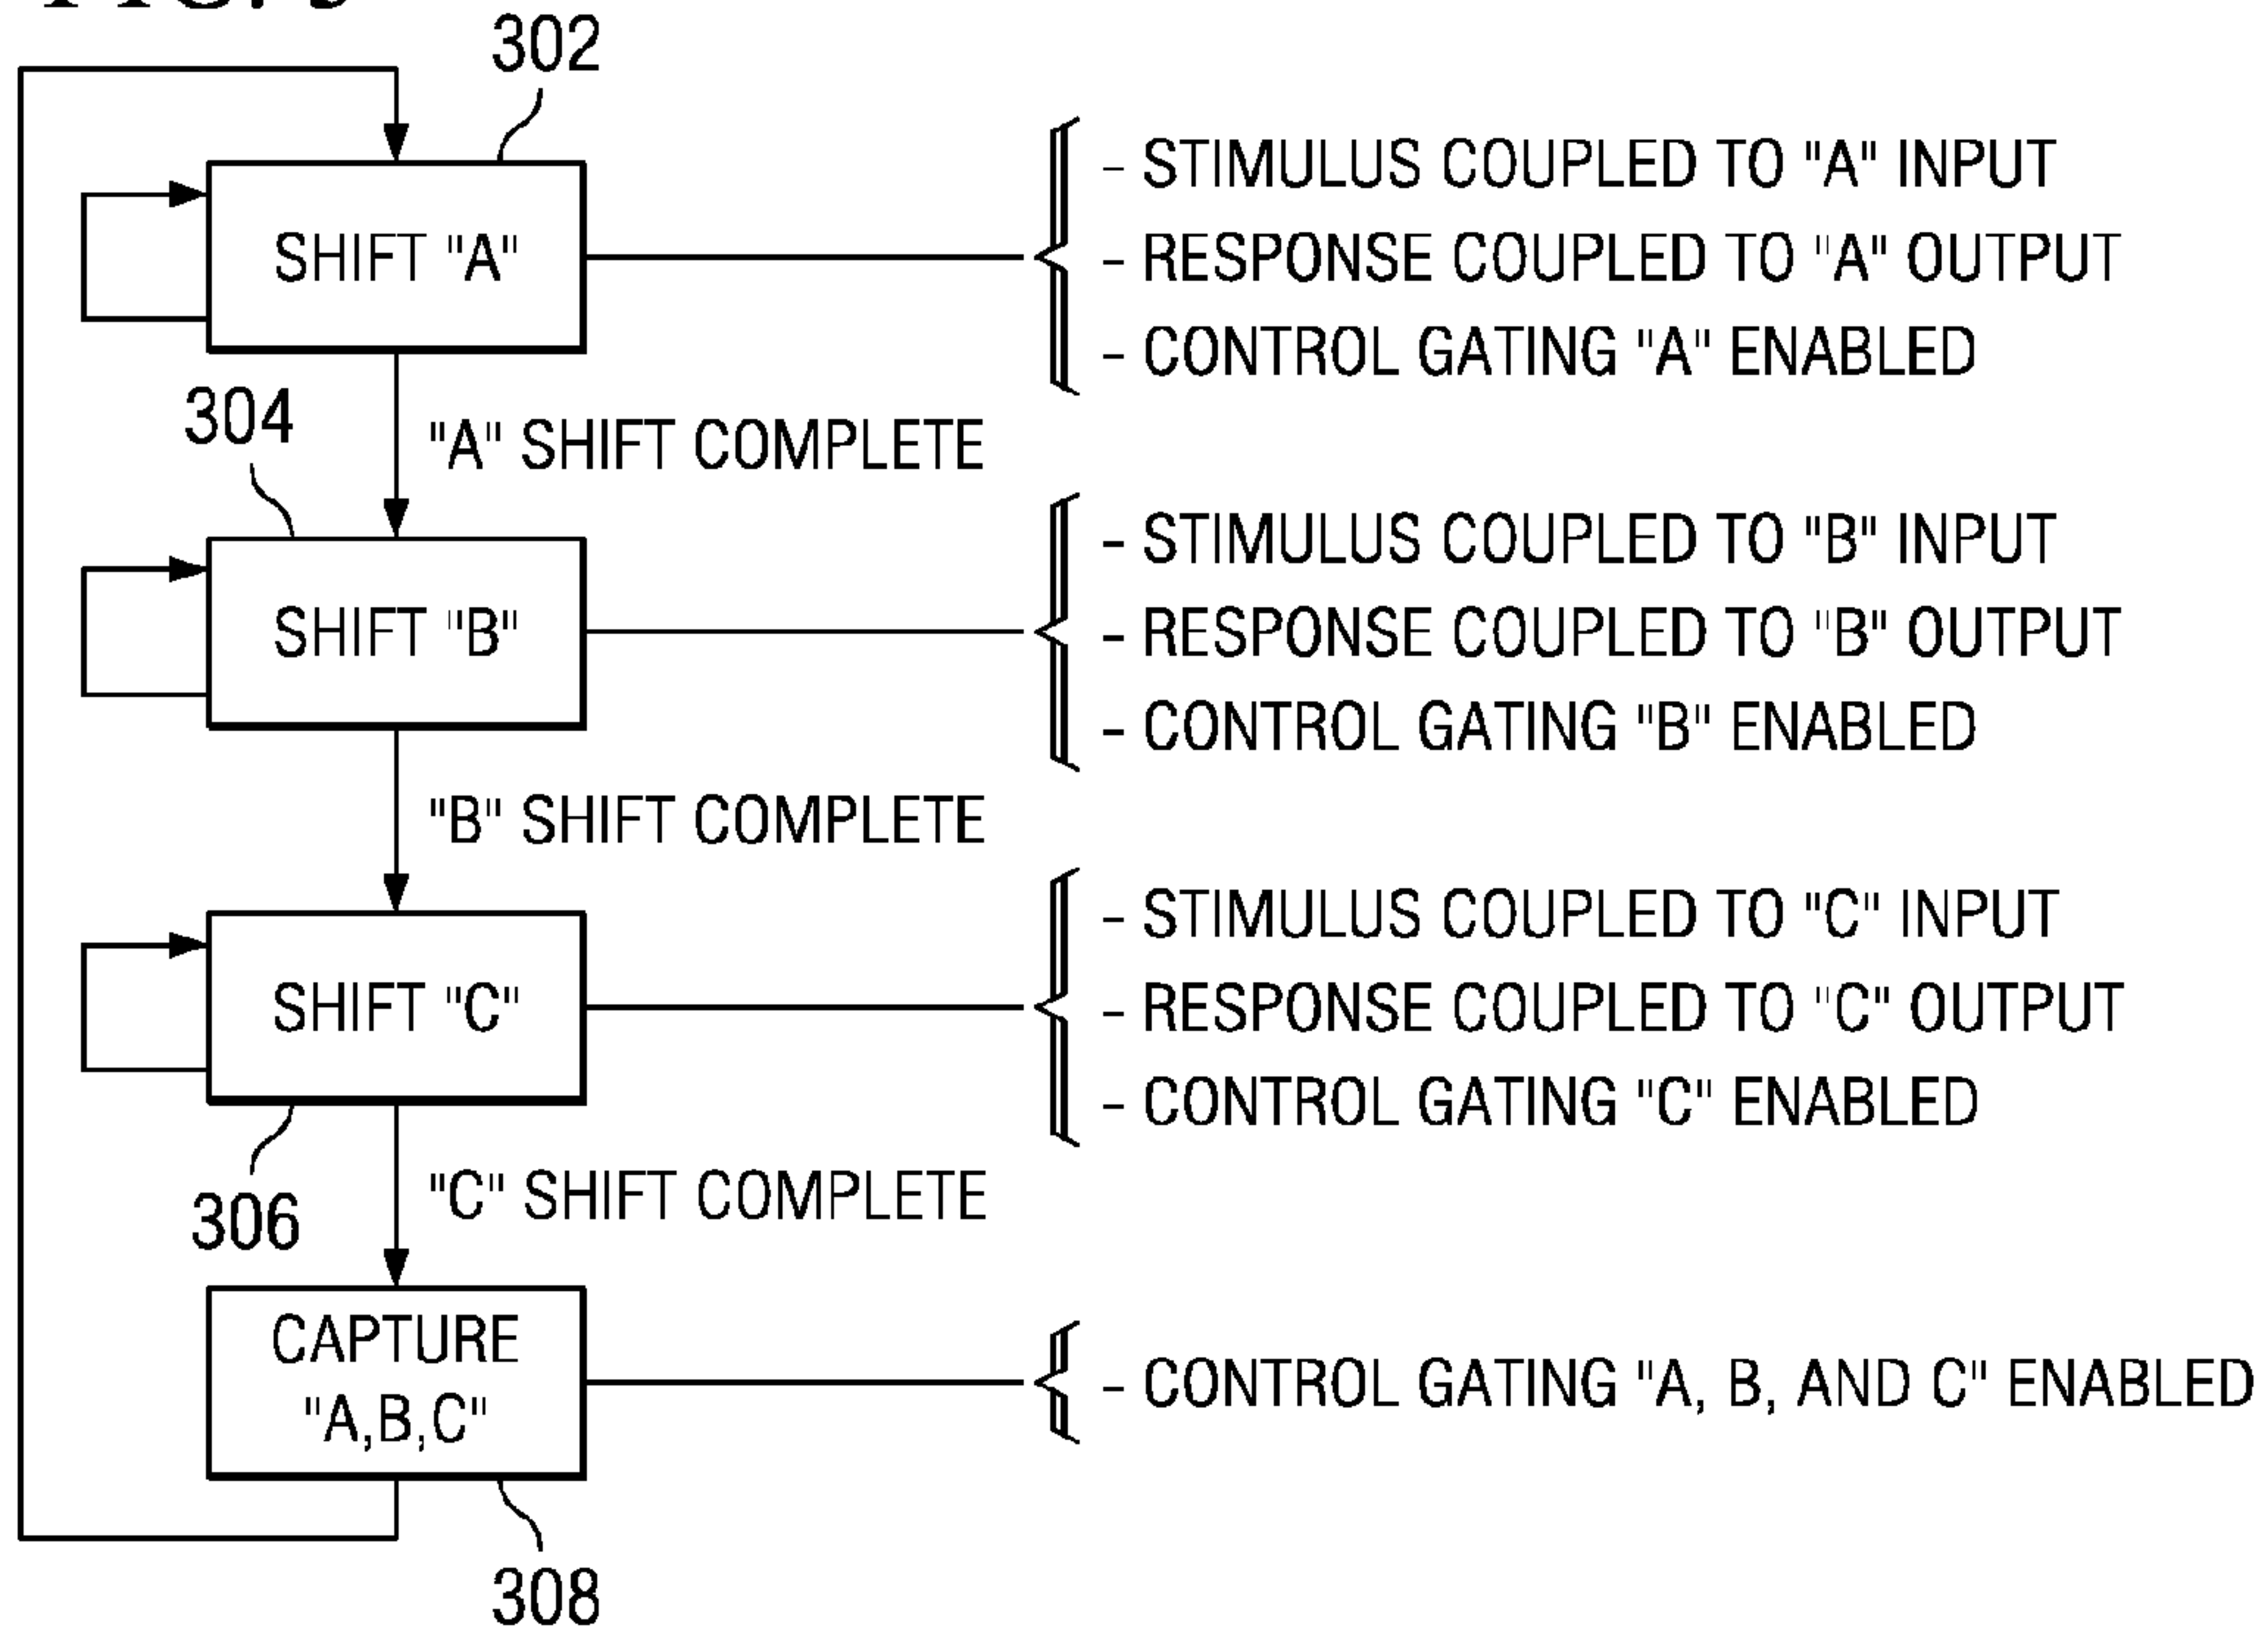 302
SHIFT "A"
- STIMULUS COUPLED TO "A" INPUT
- RESPONSE COUPLED TO "A" OUTPUT
- CONTROL GATING "A" ENABLED
304
"A" SHIFT COMPLETE
SHIFT "B"
- STIMULUS COUPLED TO "B" INPUT
- RESPONSE COUPLED TO "B" OUTPUT
- CONTROL GATING "B" ENABLED
"B" SHIFT COMPLETE
SHIFT "C"
- STIMULUS COUPLED TO "C" INPUT
- RESPONSE COUPLED TO "C" OUTPUT
- CONTROL GATING "C" ENABLED
306
"C" SHIFT COMPLETE
CAPTURE
"A,B,C"
- CONTROL GATING "A, B, AND C" ENABLED
308